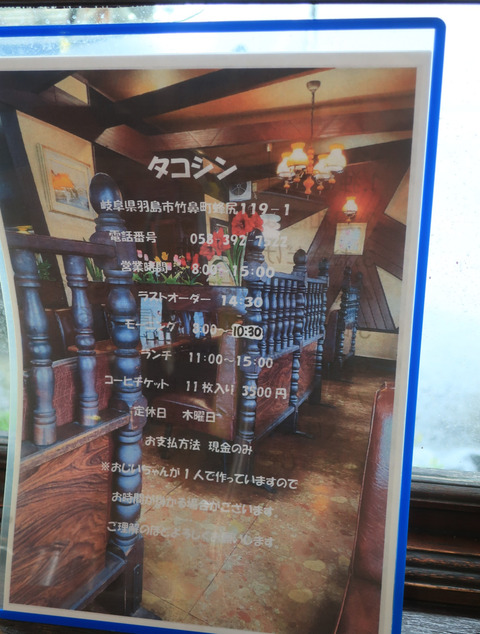 タコシン
岐阜県羽島市竹鼻町蜂尻119-1
電話番号 058-392-7522
営業時間 8:00〜15:00
ラストオーダー 14:30
モーニング 8:00〜10:30
ランチ 11:00〜15:00
コーヒチケット 11枚入り 3500円
定休日 木曜日
お支払方法 現金のみ
※おじいちゃんが1人で作っていますので
お時間が掛かる場合がございます
ご理解のほどよろしくお願いします